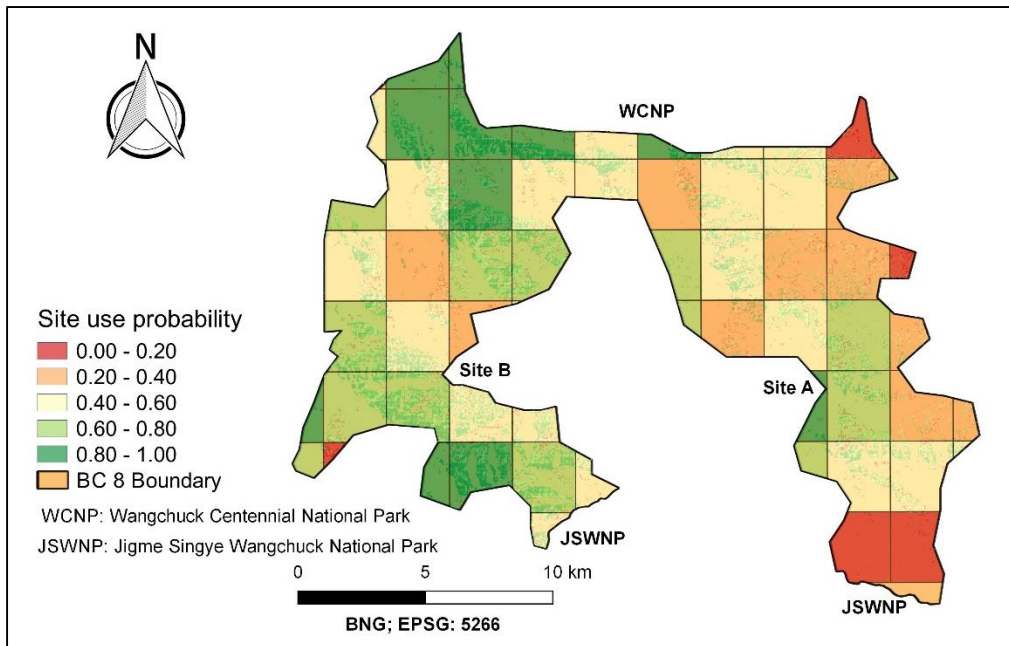 N
WCNP
Site use probability
0.00 - 0.20
0.20 - 0.40
0.40 - 0.60
0.60 - 0.80
0.80 - 1.00
BC 8 Boundary
Site B
Site A
WCNP: Wangchuck Centennial National Park
JSWNP: Jigme Singye Wangchuck National Park
JSWNP
JSWNP
0 5 10 km
BNG; EPSG: 5266